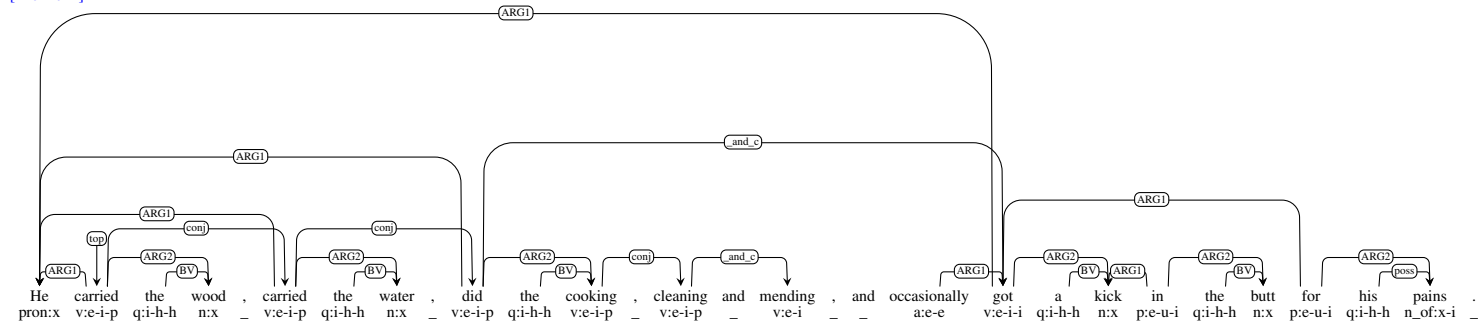 ARG1
_and_c
ARG1
ARG1
ARG1
conj
conj
top
ARG1 ARG2 BV ARG2 BV ARG2 BV conj _and_c ARG1 ARG2 BV ARG1 ARG2 BV ARG2 poss
He carried the wood , carried the water , did the cooking , cleaning and mending , and occasionally got a kick in the butt for his pains .
pron:x v:e-i-p q:i-h-h n:x _ v:e-i-p q:i-h-h n:x _ v:e-i-p q:i-h-h v:e-i-p _ v:e-i-p _ v:e-i _ _ a:e-e v:e-i-i q:i-h-h n:x p:e-u-i q:i-h-h n:x p:e-u-i q:i-h-h n_of:x-i _